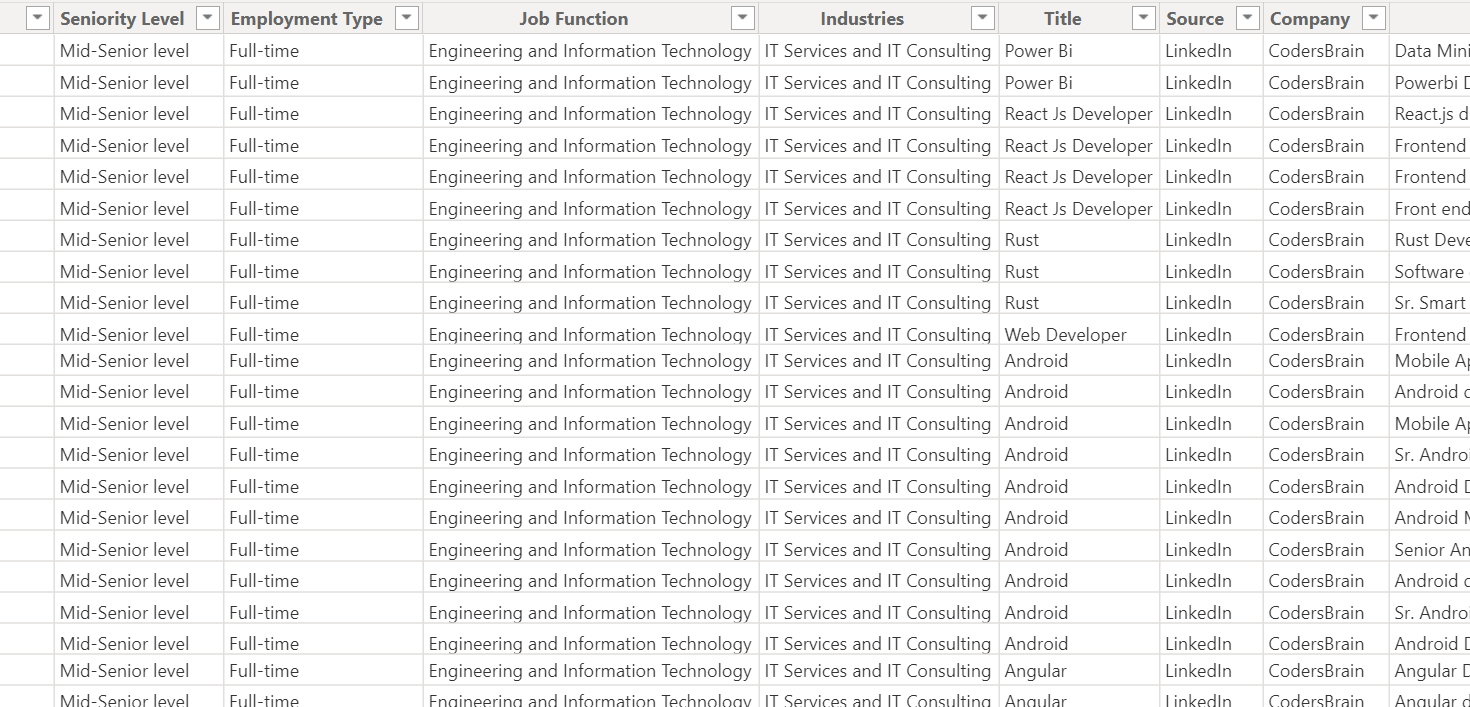 Seniority Level Employment Type Job Function Industries Title Source Company
Mid-Senior level Full-time Engineering and Information Technology IT Services and IT Consulting Power Bi LinkedIn CodersBrain Data Mini
Mid-Senior level Full-time Engineering and Information Technology IT Services and IT Consulting Power Bi LinkedIn CodersBrain Powerbi D
Mid-Senior level Full-time Engineering and Information Technology IT Services and IT Consulting React Js Developer LinkedIn CodersBrain React.js d
Mid-Senior level Full-time Engineering and Information Technology IT Services and IT Consulting React Js Developer LinkedIn CodersBrain Frontend
Mid-Senior level Full-time Engineering and Information Technology IT Services and IT Consulting React Js Developer LinkedIn CodersBrain Frontend
Mid-Senior level Full-time Engineering and Information Technology IT Services and IT Consulting React Js Developer LinkedIn CodersBrain Front end
Mid-Senior level Full-time Engineering and Information Technology IT Services and IT Consulting Rust LinkedIn CodersBrain Rust Deve
Mid-Senior level Full-time Engineering and Information Technology IT Services and IT Consulting Rust LinkedIn CodersBrain Software
Mid-Senior level Full-time Engineering and Information Technology IT Services and IT Consulting Rust LinkedIn CodersBrain Sr. Smart
Mid-Senior level Full-time Engineering and Information Technology IT Services and IT Consulting Web Developer LinkedIn CodersBrain Frontend
Mid-Senior level Full-time Engineering and Information Technology IT Services and IT Consulting Android LinkedIn CodersBrain Mobile Ap
Mid-Senior level Full-time Engineering and Information Technology IT Services and IT Consulting Android LinkedIn CodersBrain Android d
Mid-Senior level Full-time Engineering and Information Technology IT Services and IT Consulting Android LinkedIn CodersBrain Mobile Ap
Mid-Senior level Full-time Engineering and Information Technology IT Services and IT Consulting Android LinkedIn CodersBrain Sr. Androi
Mid-Senior level Full-time Engineering and Information Technology IT Services and IT Consulting Android LinkedIn CodersBrain Android D
Mid-Senior level Full-time Engineering and Information Technology IT Services and IT Consulting Android LinkedIn CodersBrain Android M
Mid-Senior level Full-time Engineering and Information Technology IT Services and IT Consulting Android LinkedIn CodersBrain Senior An
Mid-Senior level Full-time Engineering and Information Technology IT Services and IT Consulting Android LinkedIn CodersBrain Android d
Mid-Senior level Full-time Engineering and Information Technology IT Services and IT Consulting Android LinkedIn CodersBrain Sr. Androi
Mid-Senior level Full-time Engineering and Information Technology IT Services and IT Consulting Android LinkedIn CodersBrain Android D
Mid-Senior level Full-time Engineering and Information Technology IT Services and IT Consulting Angular LinkedIn CodersBrain Angular D
Mid-Senior level Full-time Engineering and Information Technology IT Services and IT Consulting Angular LinkedIn CodersBrain Angular d